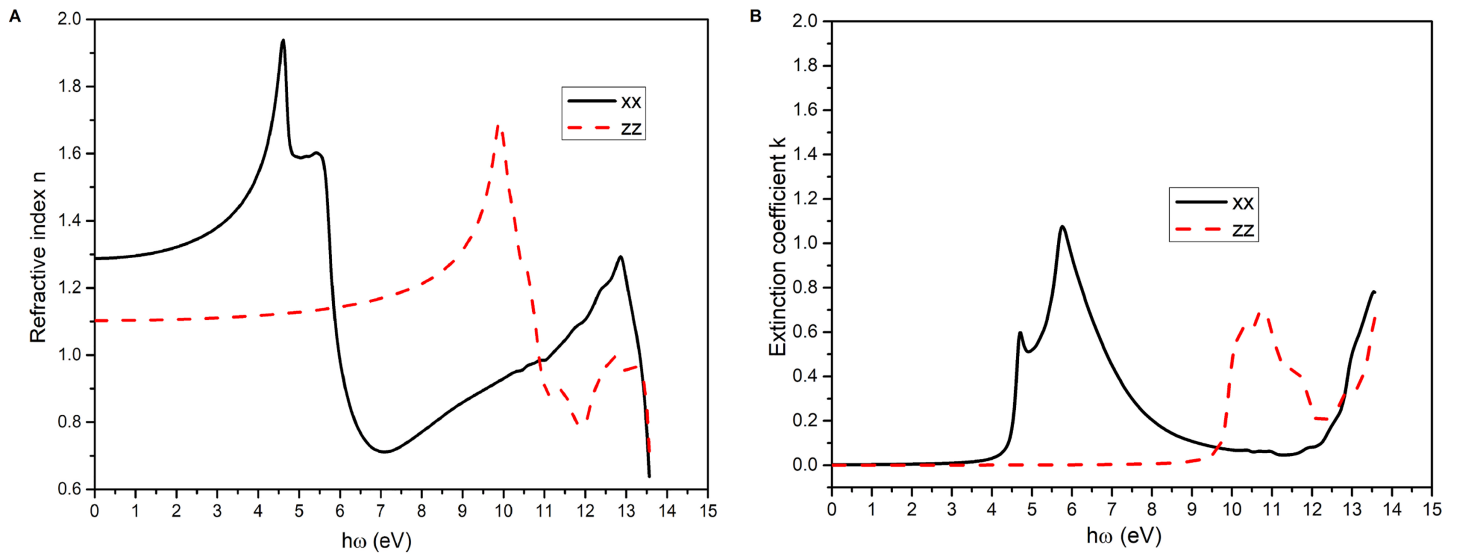 A
Refractive index n
2.0
1.8
1.6
1.4
1.2
1.0
0.8
0.6
0 1 2 3 4 5 6 7 8 9 10 11 12 13 14 15
hω (eV)
xx
zz
B
Extinction coefficient k
2.0
1.8
1.6
1.4
1.2
1.0
0.8
0.6
0.4
0.2
0.0
0 1 2 3 4 5 6 7 8 9 10 11 12 13 14 15
hω (eV)
xx
zz